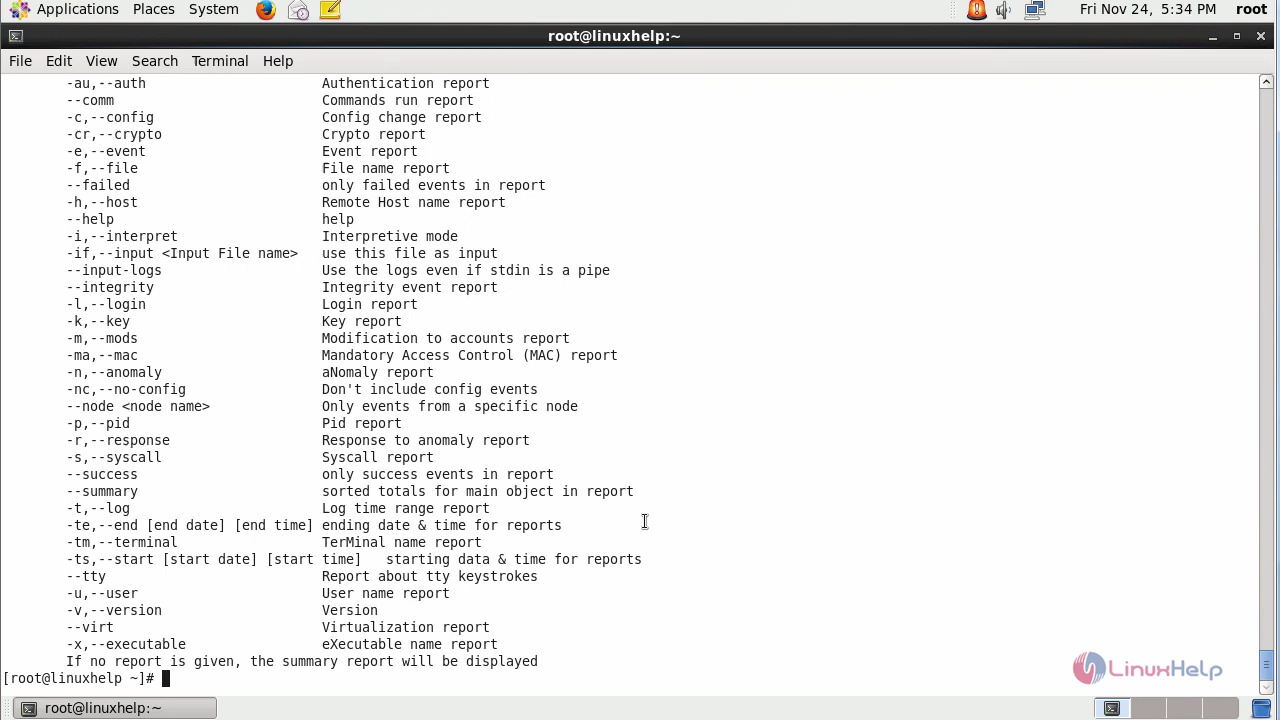 Applications Places System Fri Nov 24, 5:34 PM root
root@linuxhelp:~
File Edit View Search Terminal Help
-au,--auth Authentication report
--comm Commands run report
-c,--config Config change report
-cr,--crypto Crypto report
-e,--event Event report
-f,--file File name report
--failed only failed events in report
-h,--host Remote Host name report
--help help
-i,--interpret Interpretive mode
-if,--input <Input File name> use this file as input
--input-logs Use the logs even if stdin is a pipe
--integrity Integrity event report
-l,--login Login report
-k,--key Key report
-m,--mods Modification to accounts report
-ma,--mac Mandatory Access Control (MAC) report
-n,--anomaly aNomaly report
-nc,--no-config Don't include config events
--node <node name> Only events from a specific node
-p,--pid Pid report
-r,--response Response to anomaly report
-s,--syscall Syscall report
--success only success events in report
--summary sorted totals for main object in report
-t,--log Log time range report
-te,--end [end date] [end time] ending date & time for reports
-tm,--terminal TerMinal name report
-ts,--start [start date] [start time] starting data & time for reports
--tty Report about tty keystrokes
-u,--user User name report
-v,--version Version
--virt Virtualization report
-x,--executable eXecutable name report
If no report is given, the summary report will be displayed
[root@linuxhelp ~]#
LinuxHelp
root@linuxhelp:~